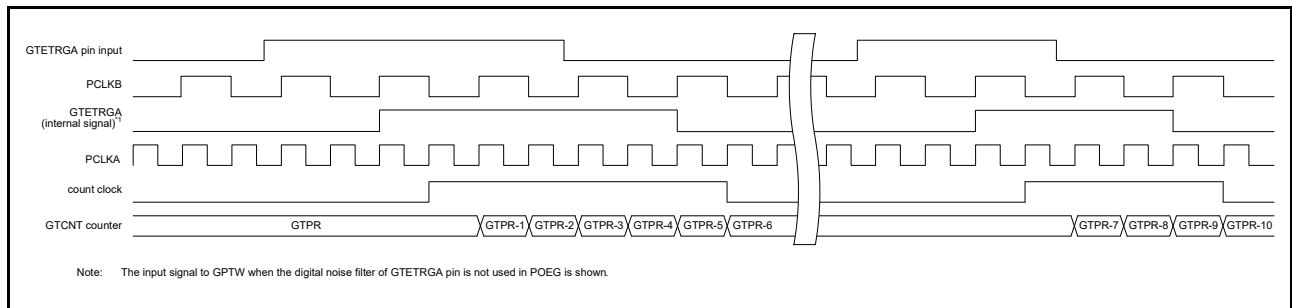 GTETRGA pin input
PCLKB
GTETRGA
(internal signal)*1
PCLKA
count clock
GTCNT counter GTPR GTPR-1 GTPR-2 GTPR-3 GTPR-4 GTPR-5 GTPR-6 GTPR-7 GTPR-8 GTPR-9 GTPR-10
Note: The input signal to GPTW when the digital noise filter of GTETRGA pin is not used in POEG is shown.